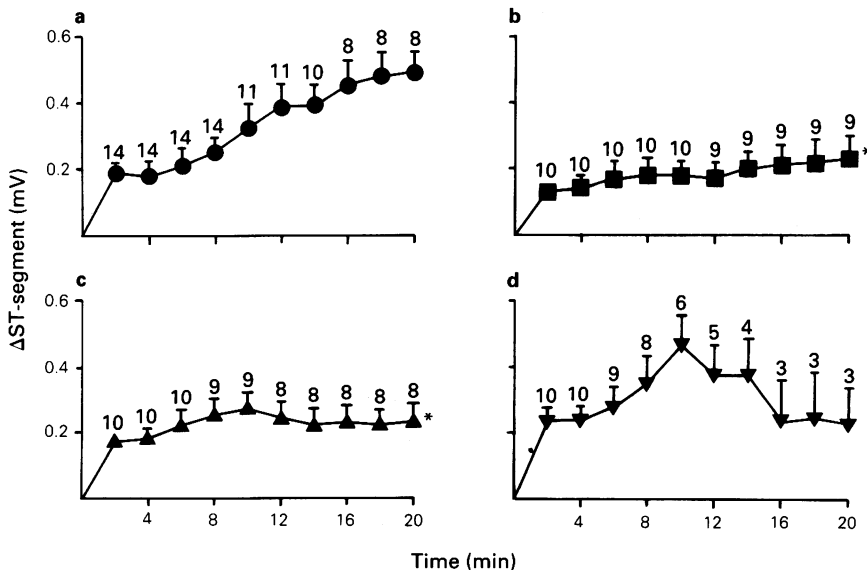 a
0.6
0.4
0.2
14 14 14 14 11 11 10 8 8 8
b
10 10 10 10 10 9 9 9 9 9 *
ΔST-segment (mV)
c
0.6
0.4
0.2
10 10 10 9 9 8 8 8 8 8 *
4 8 12 16 20
d
10 10 9 8 6 5 4 3 3 3
4 8 12 16 20
Time (min)